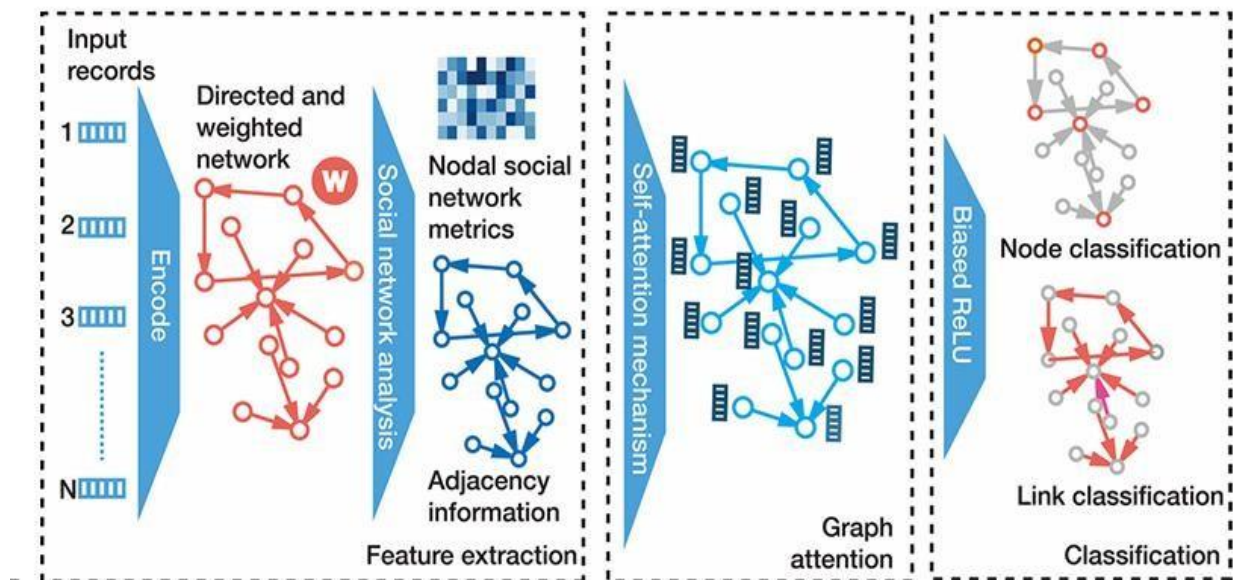 Input
records
1
2
3
N
Encode
Directed and
weighted
network
W
Social network analysis
Nodal social
network
metrics
Adjacency
information
Feature extraction
Self-attention mechanism
Graph
attention
Biased ReLU
Node classification
Link classification
Classification